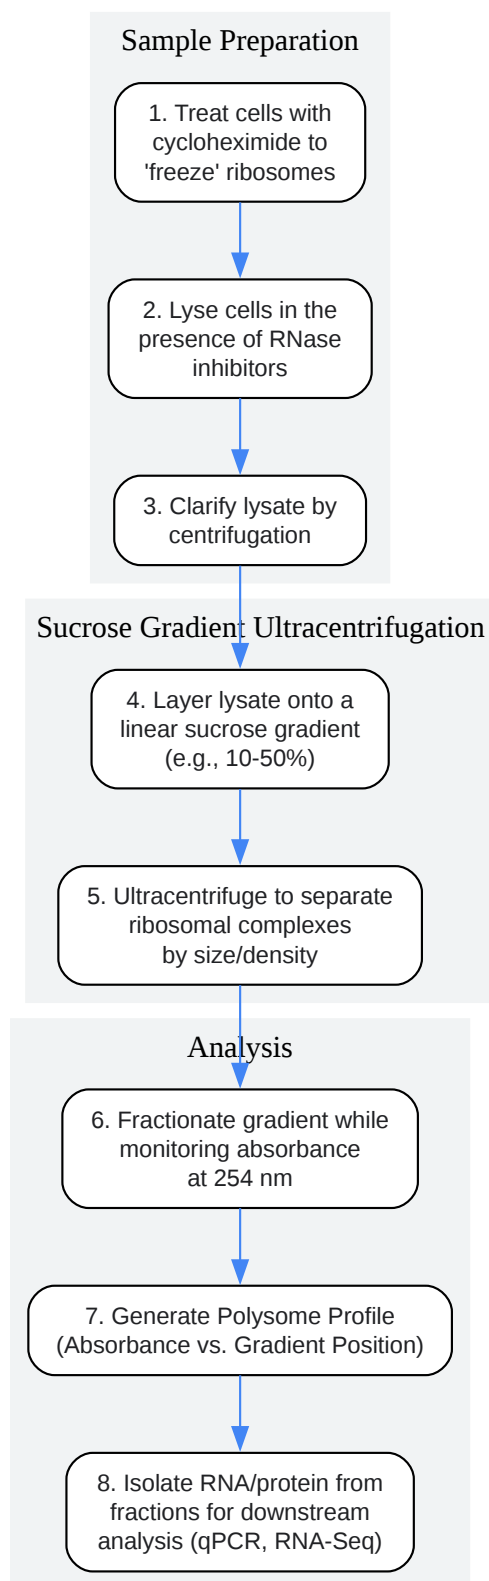 Sample Preparation
1. Treat cells with
cycloheximide to
'freeze' ribosomes
2. Lyse cells in the
presence of RNase
inhibitors
3. Clarify lysate by
centrifugation
Sucrose Gradient Ultracentrifugation
4. Layer lysate onto a
linear sucrose gradient
(e.g., 10-50%)
5. Ultracentrifuge to separate
ribosomal complexes
by size/density
Analysis
6. Fractionate gradient while
monitoring absorbance
at 254 nm
7. Generate Polysome Profile
(Absorbance vs. Gradient Position)
8. Isolate RNA/protein from
fractions for downstream
analysis (qPCR, RNA-Seq)